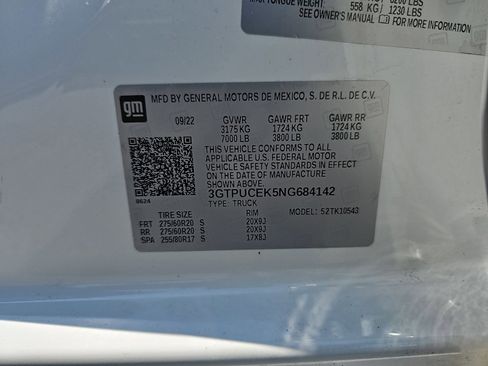 MAX TONGUE WEIGHT:
558 KG / 1230 LBS
SEE OWNER'S MANUAL FOR MORE INFORMATION
gm
MFD BY GENERAL MOTORS DE MEXICO, S. DE R.L. DE C.V.
09/22 GVWR GAWR FRT GAWR RR
3175 KG 1724 KG 1724 KG
7000 LB 3800 LB 3800 LB
THIS VEHICLE CONFORMS TO ALL
APPLICABLE U.S. FEDERAL MOTOR
VEHICLE SAFETY STANDARDS IN EFFECT
ON THE DATE OF MANUFACTURE
SHOWN ABOVE.
3GTPUCEK5NG684142
8624 TYPE: TRUCK
TIRE SIZE RIM MODEL: 52TK10543
FRT 275/60R20 S 20X9J
RR 275/60R20 S 20X9J
SPA 255/80R17 S 17X8J